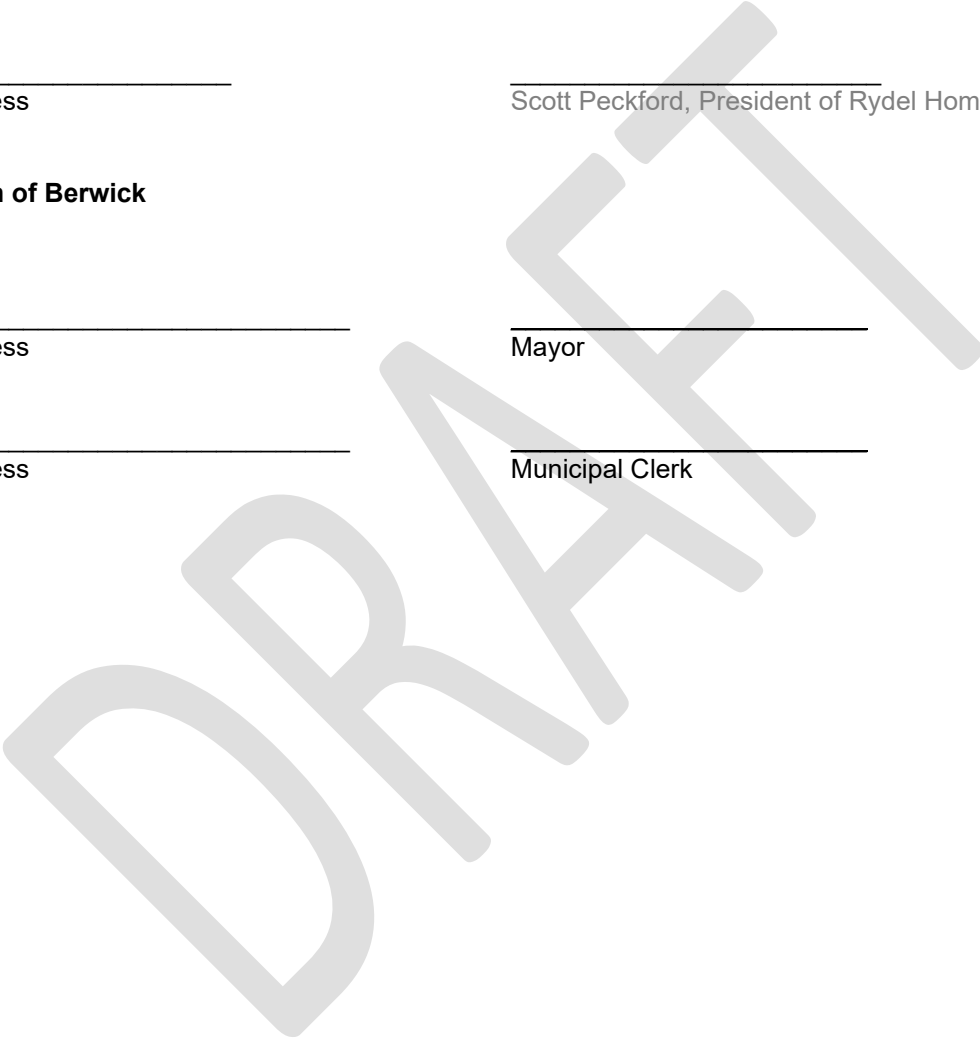 ess Scott Peckford, President of Rydel Hom
n of Berwick
ess Mayor
ess Municipal Clerk
DRAFT